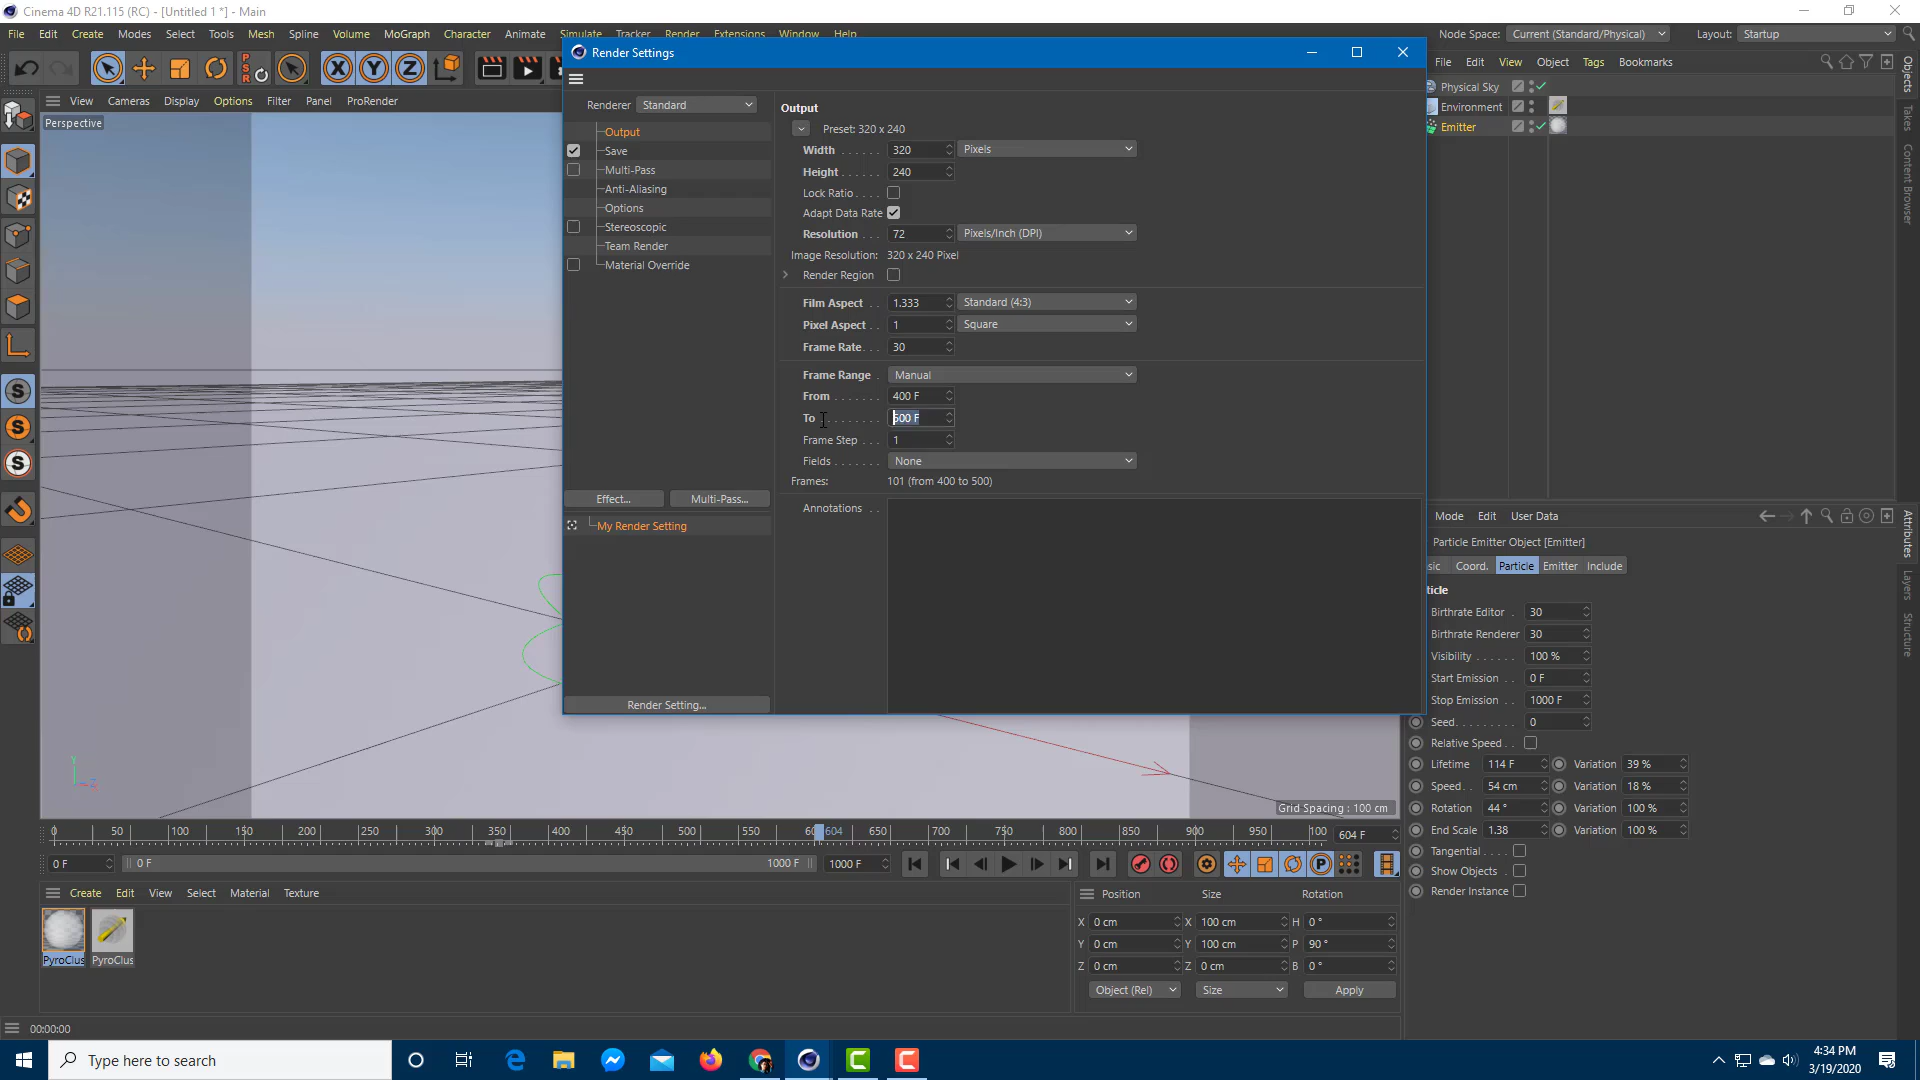 Cinema 4D R21.115 (RC) - [Untitled 1 *] - Main
File Edit Create Modes Select Tools Mesh Spline Volume MoGraph Character Animate Simulate Tracker Render Extensions Window Help
Node Space: Current (Standard/Physical) Layout: Startup
Render Settings
View Cameras Display Options Filter Panel ProRender
Perspective
Renderer Standard
Output
Save
Multi-Pass
Anti-Aliasing
Options
Stereoscopic
Team Render
Material Override
Effect... Multi-Pass...
My Render Setting
Render Setting...
Output
Preset: 320 x 240
Width 320 Pixels
Height 240
Lock Ratio
Adapt Data Rate
Resolution 72 Pixels/Inch (DPI)
Image Resolution: 320 x 240 Pixel
Render Region
Film Aspect 1.333 Standard (4:3)
Pixel Aspect 1 Square
Frame Rate 30
Frame Range Manual
From 400 F
To 500 F
Frame Step 1
Fields None
Frames: 101 (from 400 to 500)
Annotations
File Edit View Object Tags Bookmarks
Physical Sky
Environment
Emitter
Objects
Takes
Content Browser
Mode Edit User Data
Particle Emitter Object [Emitter]
sic Coord. Particle Emitter Include
ticle
Birthrate Editor 30
Birthrate Renderer 30
Visibility 100 %
Start Emission 0 F
Stop Emission 1000 F
Seed 0
Relative Speed
Lifetime 114 F Variation 39 %
Speed 54 cm Variation 18 %
Rotation 44 ° Variation 100 %
End Scale 1.38 Variation 100 %
Tangential
Show Objects
Render Instance
Attributes
Layers
Structure
Y
Z
Grid Spacing : 100 cm
0 50 100 150 200 250 300 350 400 450 500 550 60 604 650 700 750 800 850 900 950 100 604 F
0 F 0 F 1000 F 1000 F
Create Edit View Select Material Texture
PyroClus PyroClus
Position Size Rotation
X 0 cm X 100 cm H 0 °
Y 0 cm Y 100 cm P 90 °
Z 0 cm Z 0 cm B 0 °
Object (Rel) Size Apply
00:00:00
Type here to search
4:34 PM
3/19/2020